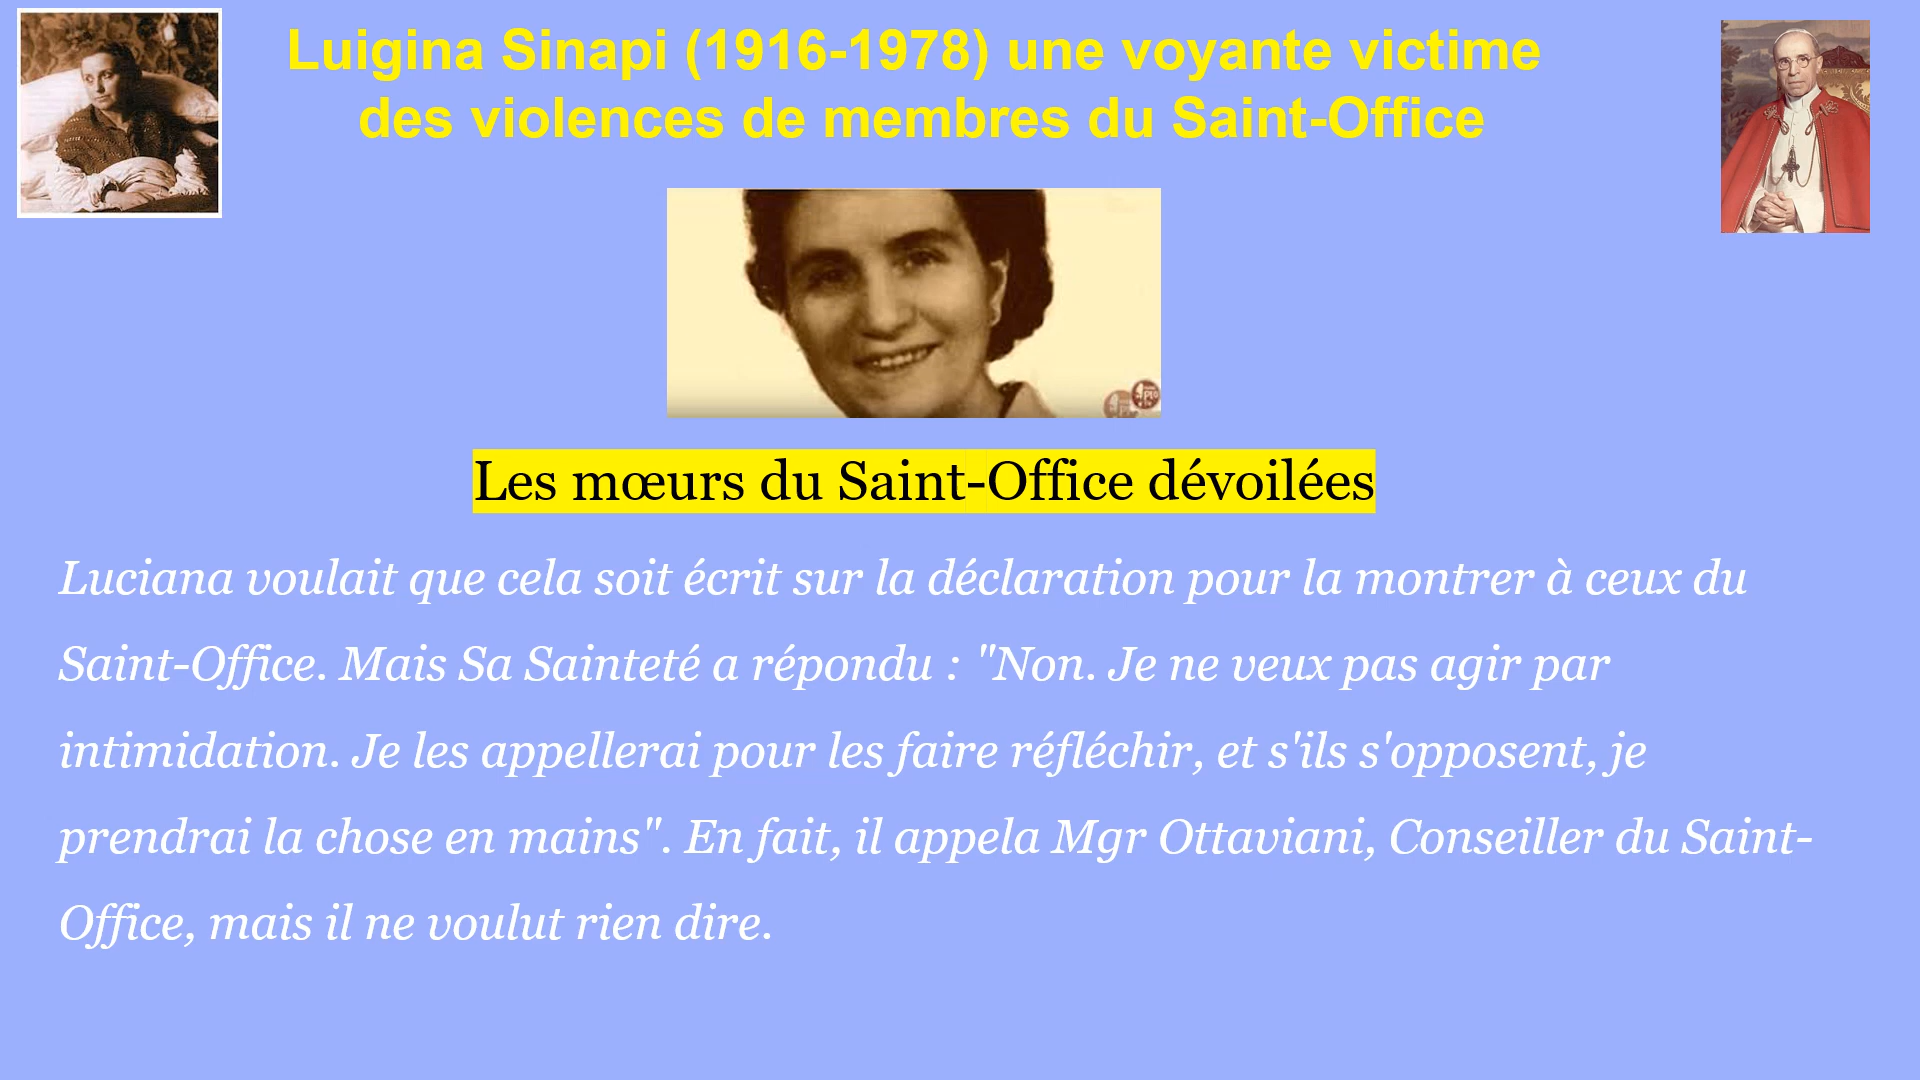 Luigina Sinapi (1916-1978) une voyante victime
des violences de membres du Saint-Office
Les mœurs du Saint-Office dévoilées
Luciana voulait que cela soit écrit sur la déclaration pour la montrer à ceux du
Saint-Office. Mais Sa Sainteté a répondu : "Non. Je ne veux pas agir par
intimidation. Je les appellerai pour les faire réfléchir, et s'ils s'opposent, je
prendrai la chose en mains". En fait, il appela Mgr Ottaviani, Conseiller du Saint-
Office, mais il ne voulut rien dire.